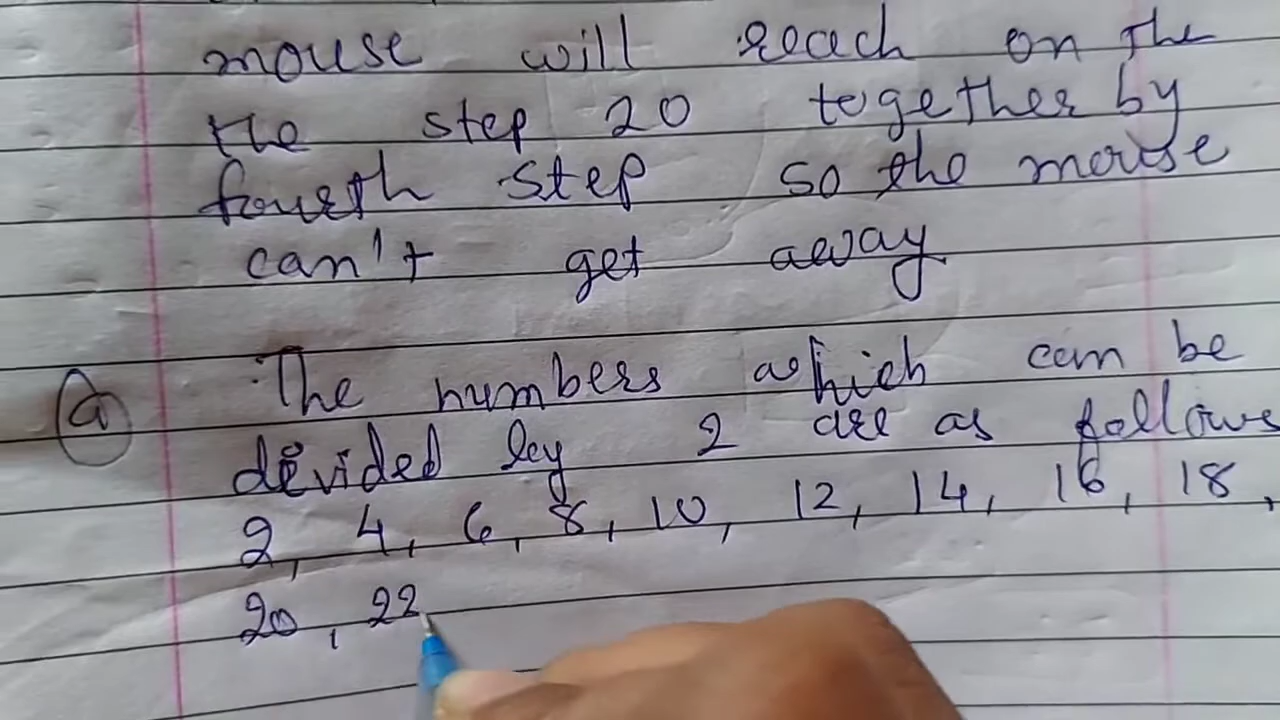 mouse will reach on the
the step 20 together by
fourth step so the mouse
can't get away
(a) The numbers which can be
devided by 2 are as follows
2, 4, 6, 8, 10, 12, 14, 16, 18,
20, 22